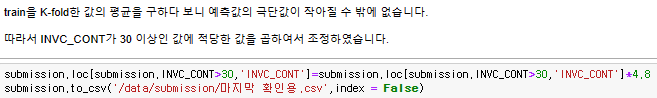 train을 K-fold한 값의 평균을 구하다 보니 예측값의 극단값이 작아질 수 밖에 없습니다.
따라서 INVC_CONT가 30 이상인 값에 적당한 값을 곱하여서 조정하였습니다.
submission.loc[submission.INVC_CONT>30,'INVC_CONT']=submission.loc[submission.INVC_CONT>30,'INVC_CONT']*4.8
submission.to_csv('/data/submission/마지막 확인용.csv',index = False)